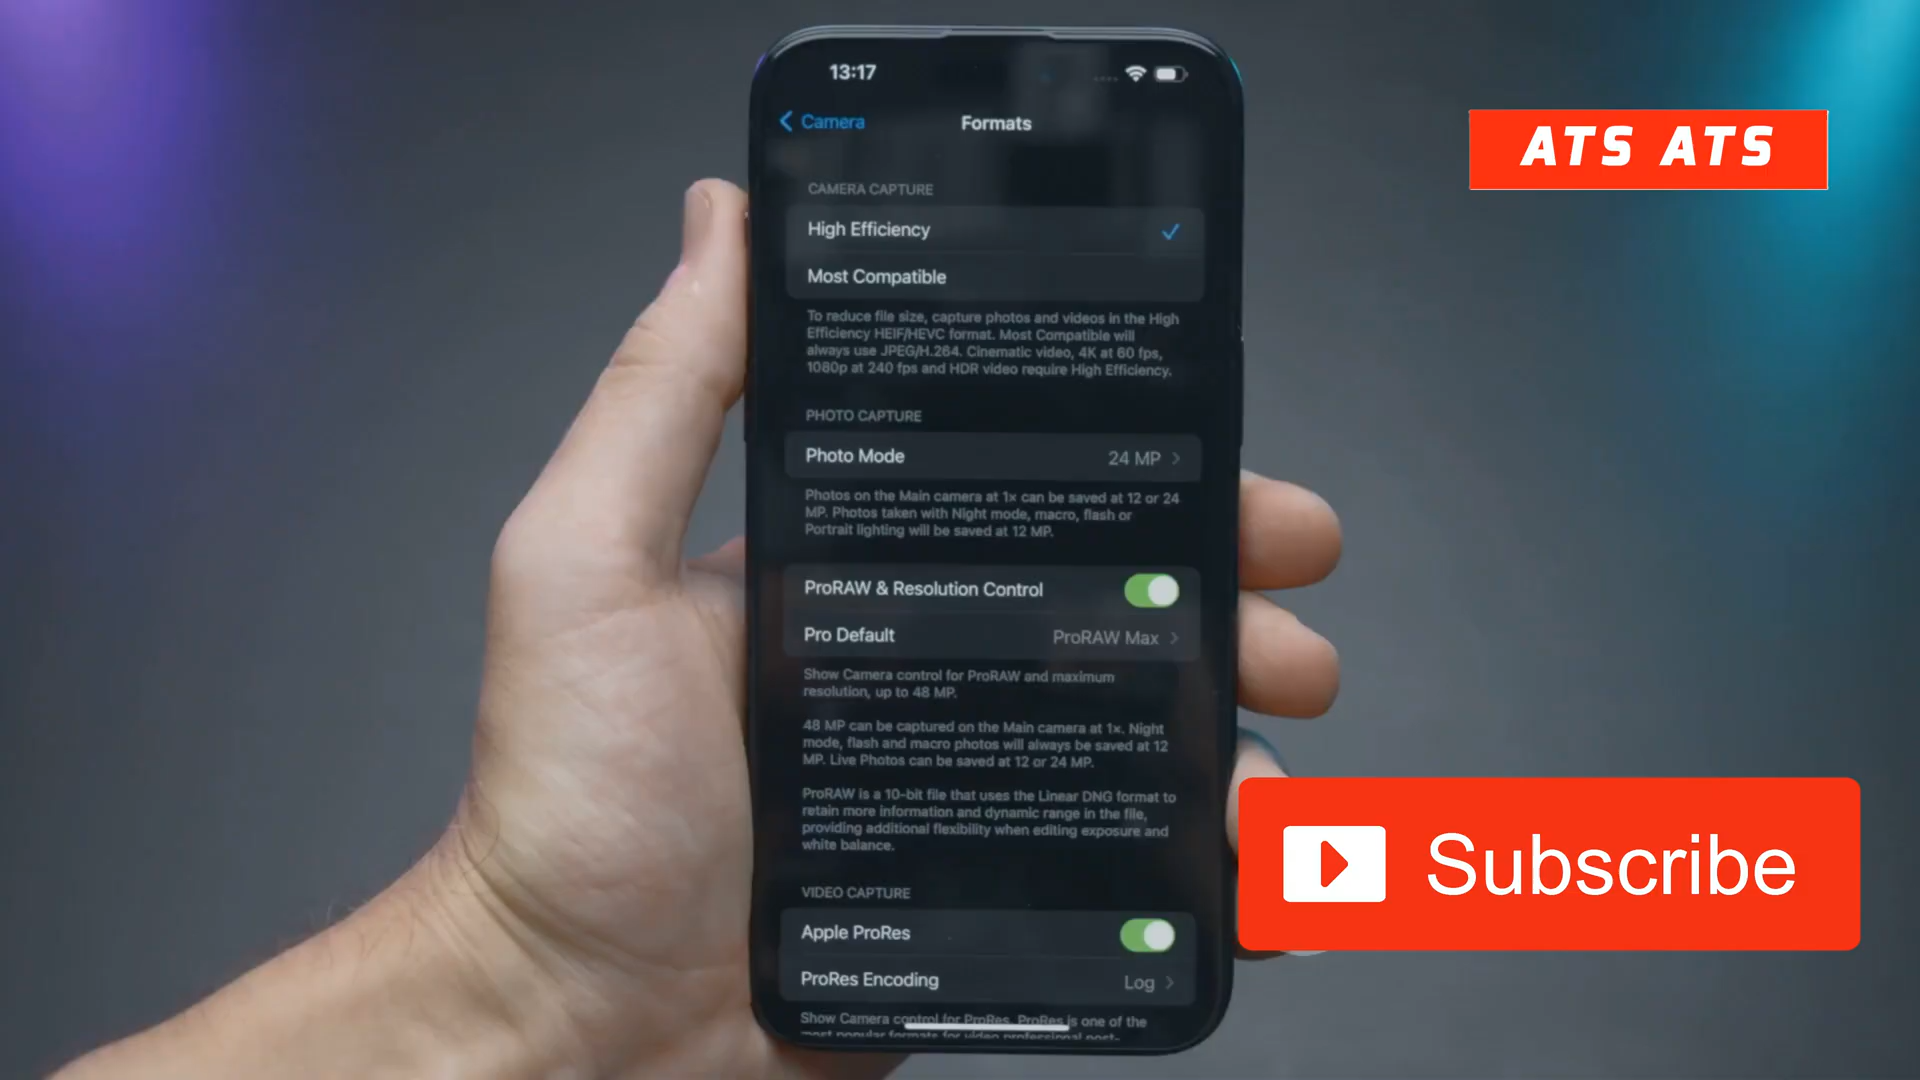 13:17
Camera
Formats
ATS ATS
CAMERA CAPTURE
High Efficiency
Most Compatible
To reduce file size, capture photos and videos in the High
Efficiency HEIF/HEVC format. Most Compatible will
always use JPEG/H.264. Cinematic video, 4K at 60 fps,
1080p at 240 fps and HDR video require High Efficiency.
PHOTO CAPTURE
Photo Mode 24 MP
Photos on the Main camera at 1x can be saved at 12 or 24
MP. Photos taken with Night mode, macro, flash or
Portrait lighting will be saved at 12 MP.
ProRAW & Resolution Control
Pro Default ProRAW Max
Show Camera control for ProRAW and maximum
resolution, up to 48 MP.
48 MP can be captured on the Main camera at 1x. Night
mode, flash and macro photos will always be saved at 12
MP. Live Photos can be saved at 12 or 24 MP.
ProRAW is a 10-bit file that uses the Linear DNG format to
retain more information and dynamic range in the file,
providing additional flexibility when editing exposure and
white balance.
Subscribe
VIDEO CAPTURE
Apple ProRes
ProRes Encoding Log
Show Camera control for ProRes. ProRes is one of the
most popular formats for video professional post-